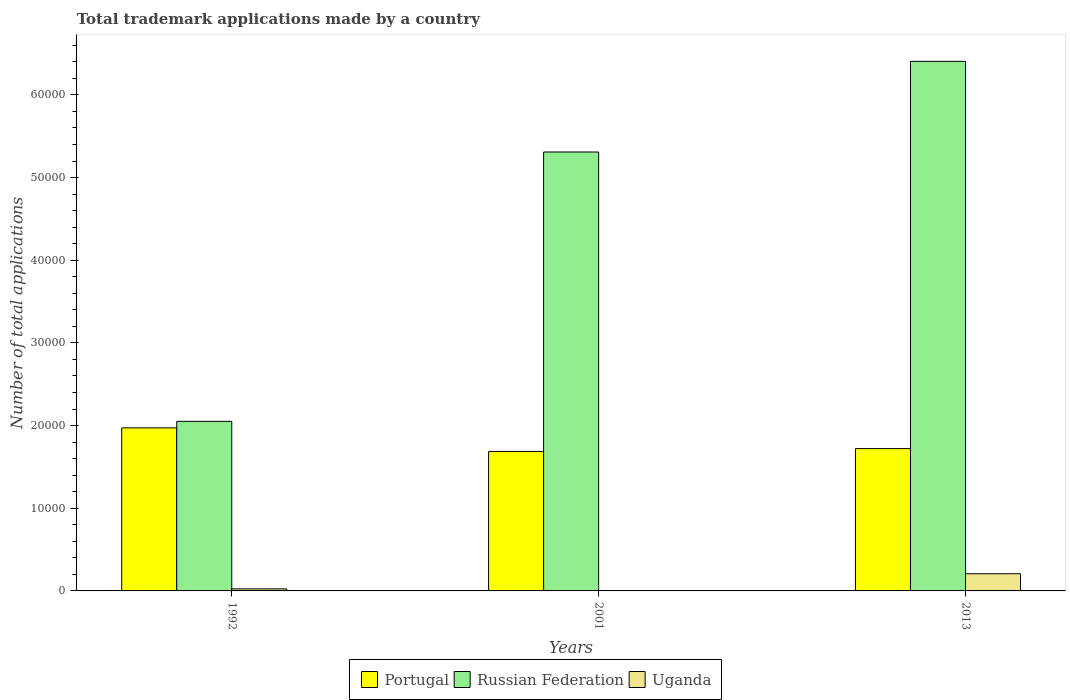 Total trademark applications made by a country
Number of total applications
60000
50000
40000
30000
20000
10000
0
1992
2001
2013
Years
Portugal
Russian Federation
Uganda